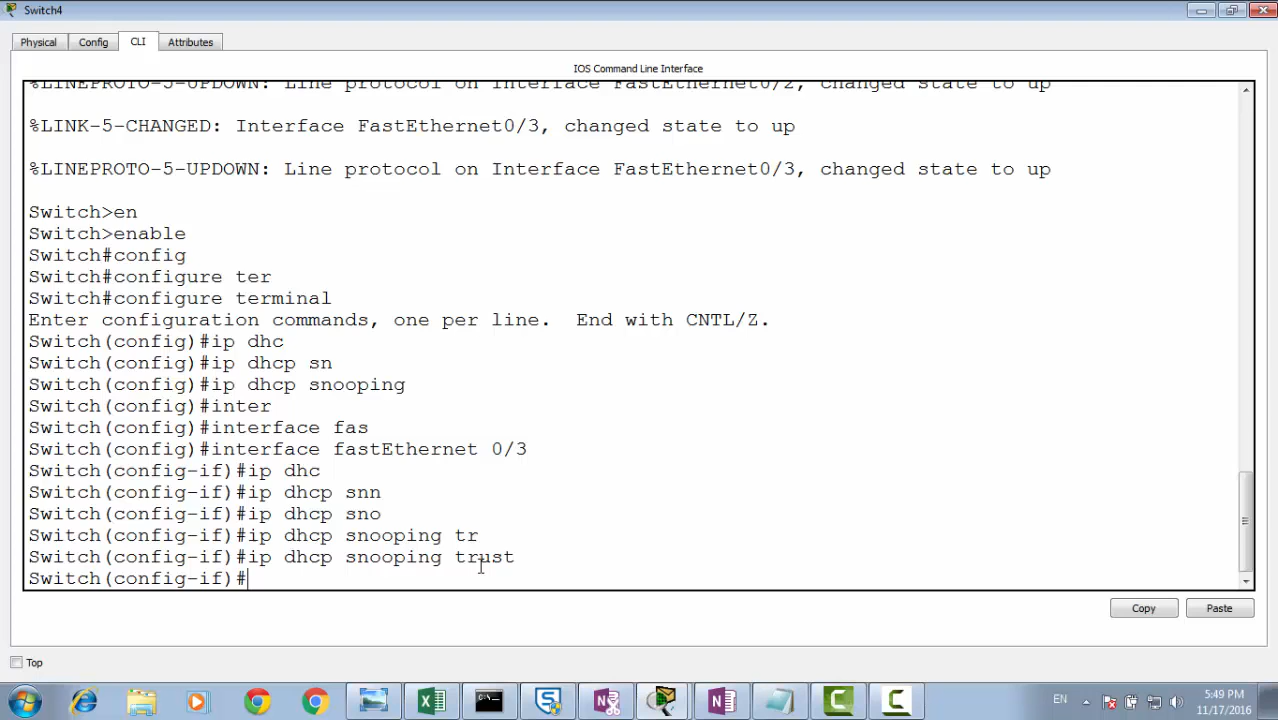 Switch4
Physical Config CLI Attributes
IOS Command Line Interface
%LINEPROTO-5-UPDOWN: Line protocol on Interface FastEthernet0/2, changed state to up
%LINK-5-CHANGED: Interface FastEthernet0/3, changed state to up
%LINEPROTO-5-UPDOWN: Line protocol on Interface FastEthernet0/3, changed state to up
Switch>en
Switch>enable
Switch#config
Switch#configure ter
Switch#configure terminal
Enter configuration commands, one per line.  End with CNTL/Z.
Switch(config)#ip dhc
Switch(config)#ip dhcp sn
Switch(config)#ip dhcp snooping
Switch(config)#inter
Switch(config)#interface fas
Switch(config)#interface fastEthernet 0/3
Switch(config-if)#ip dhc
Switch(config-if)#ip dhcp snn
Switch(config-if)#ip dhcp sno
Switch(config-if)#ip dhcp snooping tr
Switch(config-if)#ip dhcp snooping trust
Switch(config-if)#
Copy Paste
Top
EN
5:49 PM
11/17/2016